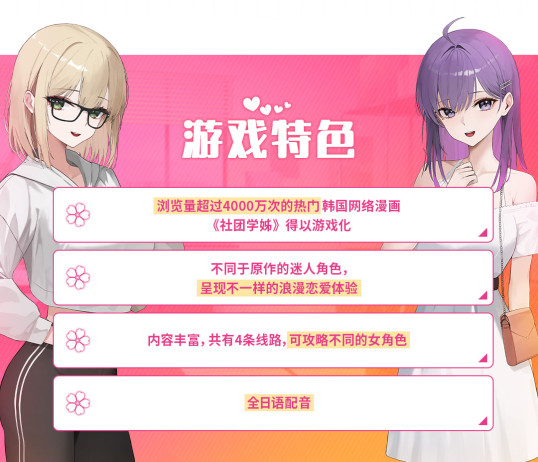 游戏特色
浏览量超过4000万次的热门 韩国网络漫画
《社团学姊》得以游戏化
不同于原作的迷人角色，
呈现不一样的浪漫恋爱体验
内容丰富，共有4条线路，可攻略不同的女角色
全日语配音